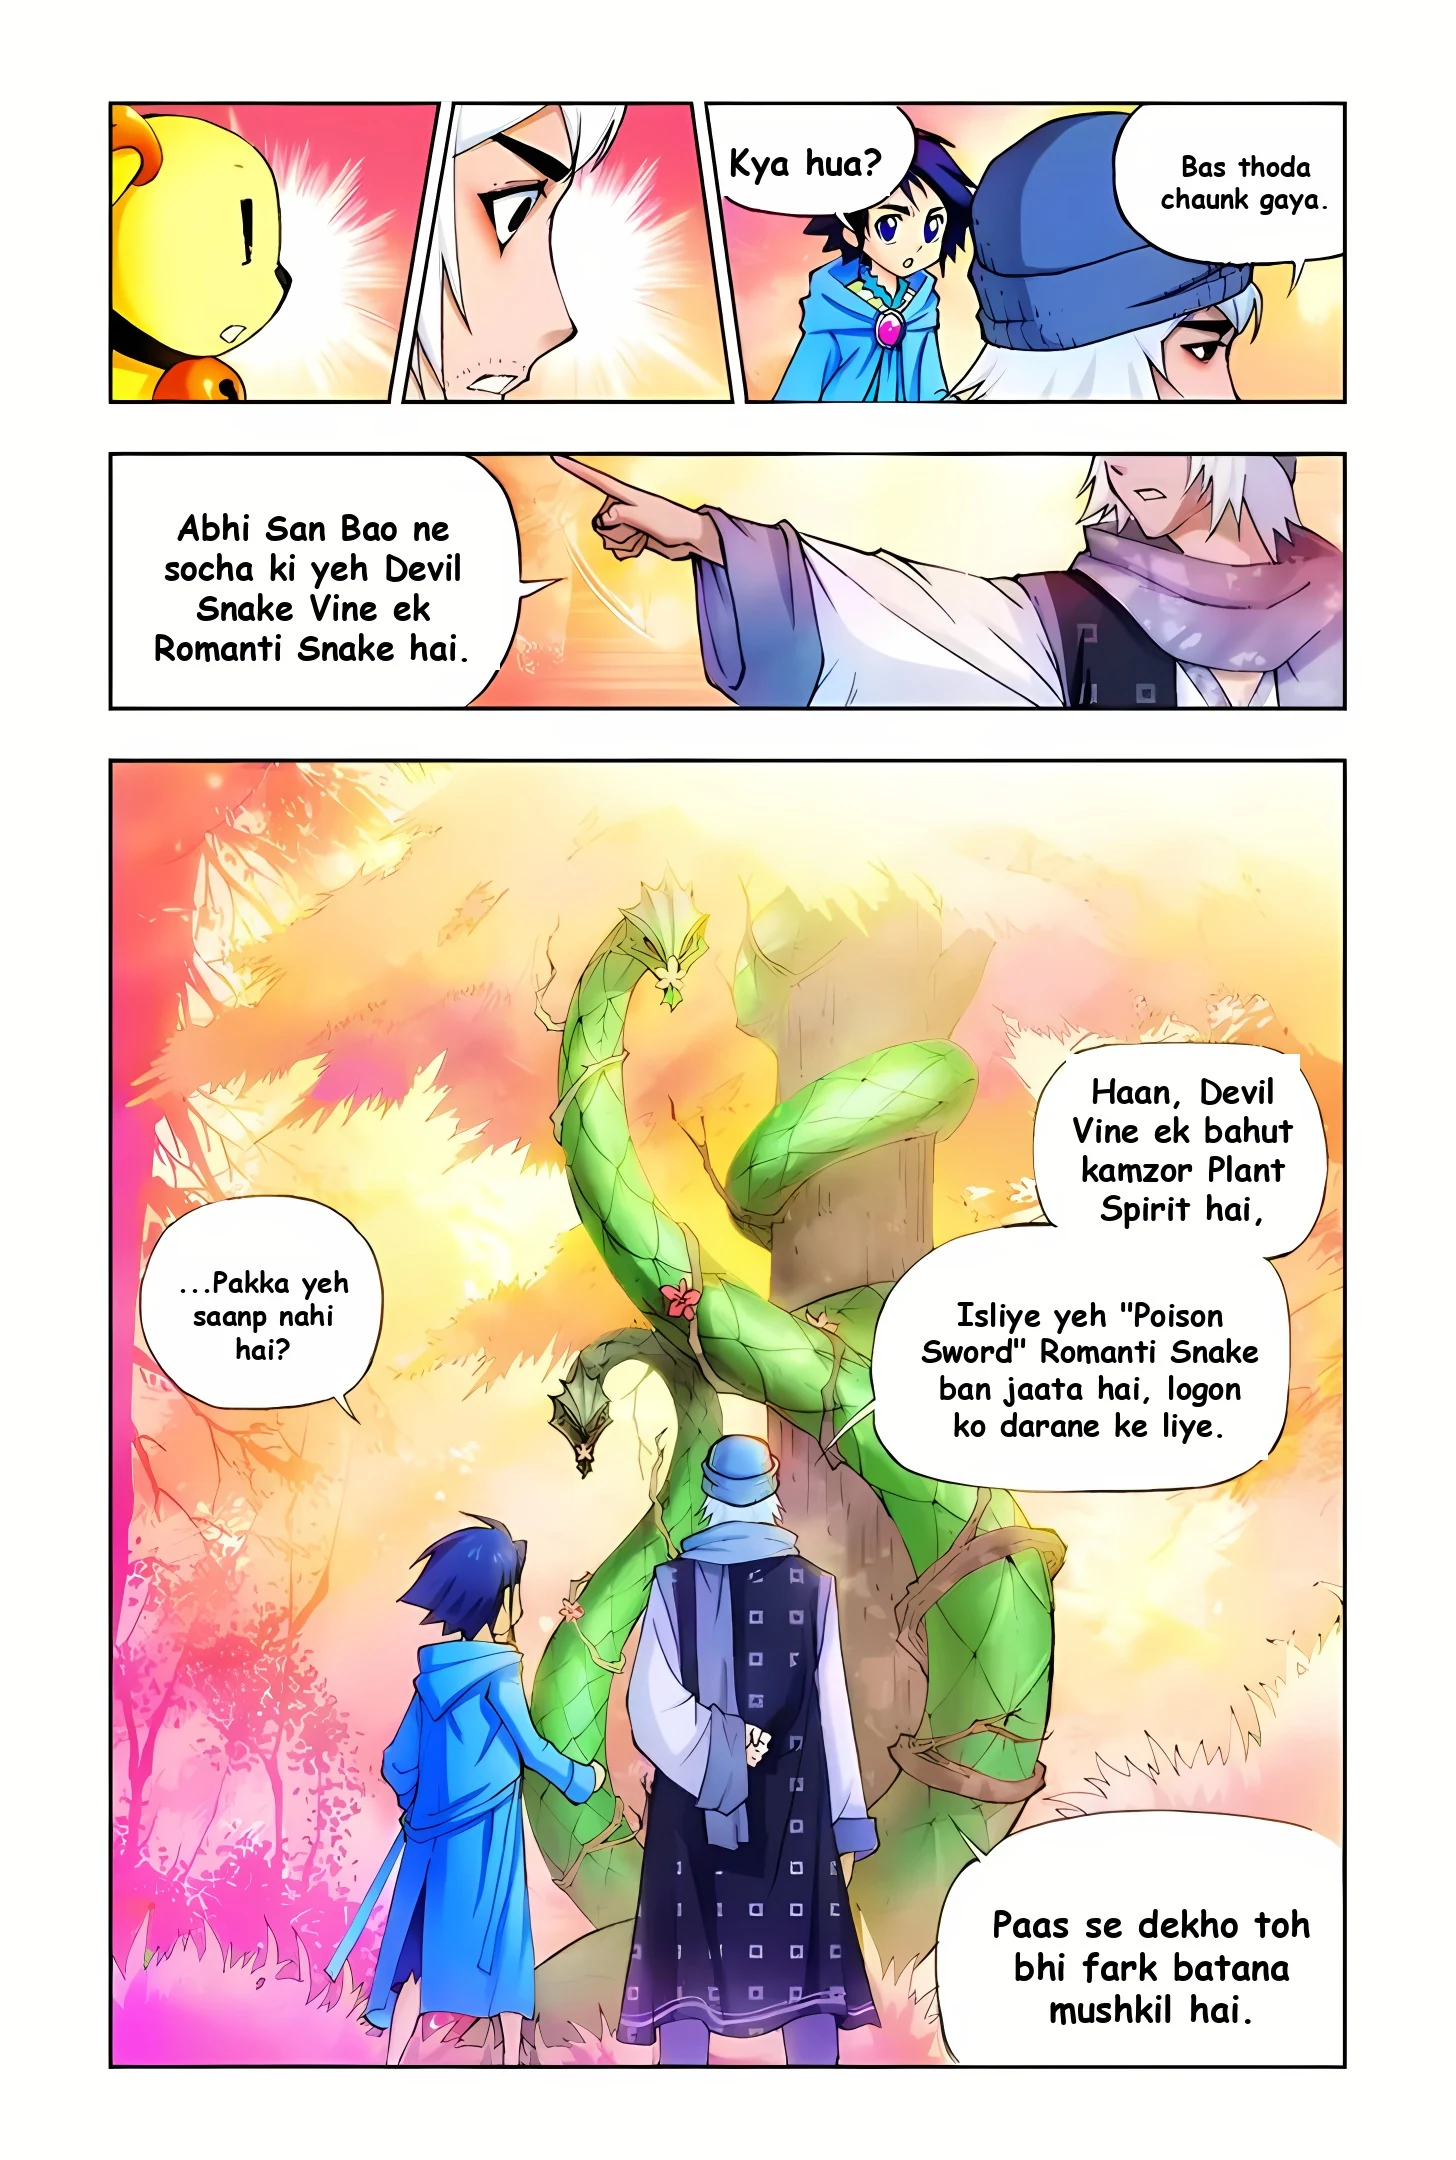 Kya hua?
Bas thoda
chaunk gaya.
Abhi San Bao ne
socha ki yeh Devil
Snake Vine ek
Romanti Snake hai.
Haan, Devil
Vine ek bahut
kamzor Plant
Spirit hai,
...Pakka yeh
saanp nahi
hai?
Isliye yeh "Poison
Sword" Romanti Snake
ban jaata hai, logon
ko darane ke liye.
Paas se dekho toh
bhi fark batana
mushkil hai.